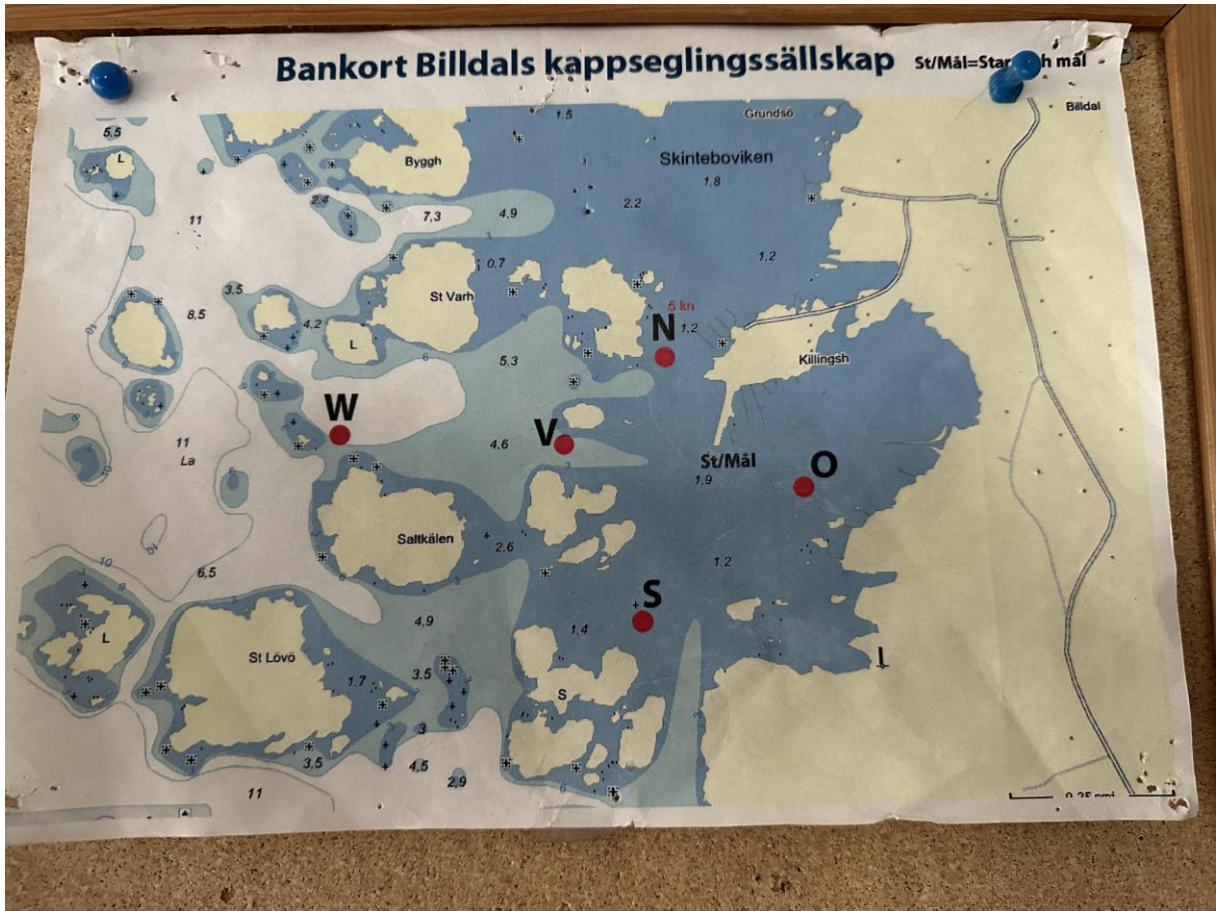 Bankort Billdals kappseglingssällskap
St/Mål=Star h mål
Billdal
Grundsö
1,5
5,5
L
Byggh
Skinteboviken
1,8
2,2
2,4
11
7,3
4,9
3
1,2
0,7
St Varh
3,5
8,5
4,2
L
5 kn
1,2
N
6
5,3
Killingsh
W
V
4,6
11
La
St/Mål
1,9
O
Saltkälen
2,6
10
6,5
1,2
S
4,9
1,4
L
St Lövö
3,5
1,7
S
3
3,5
4,5
2,9
6
11
0,25 nmi